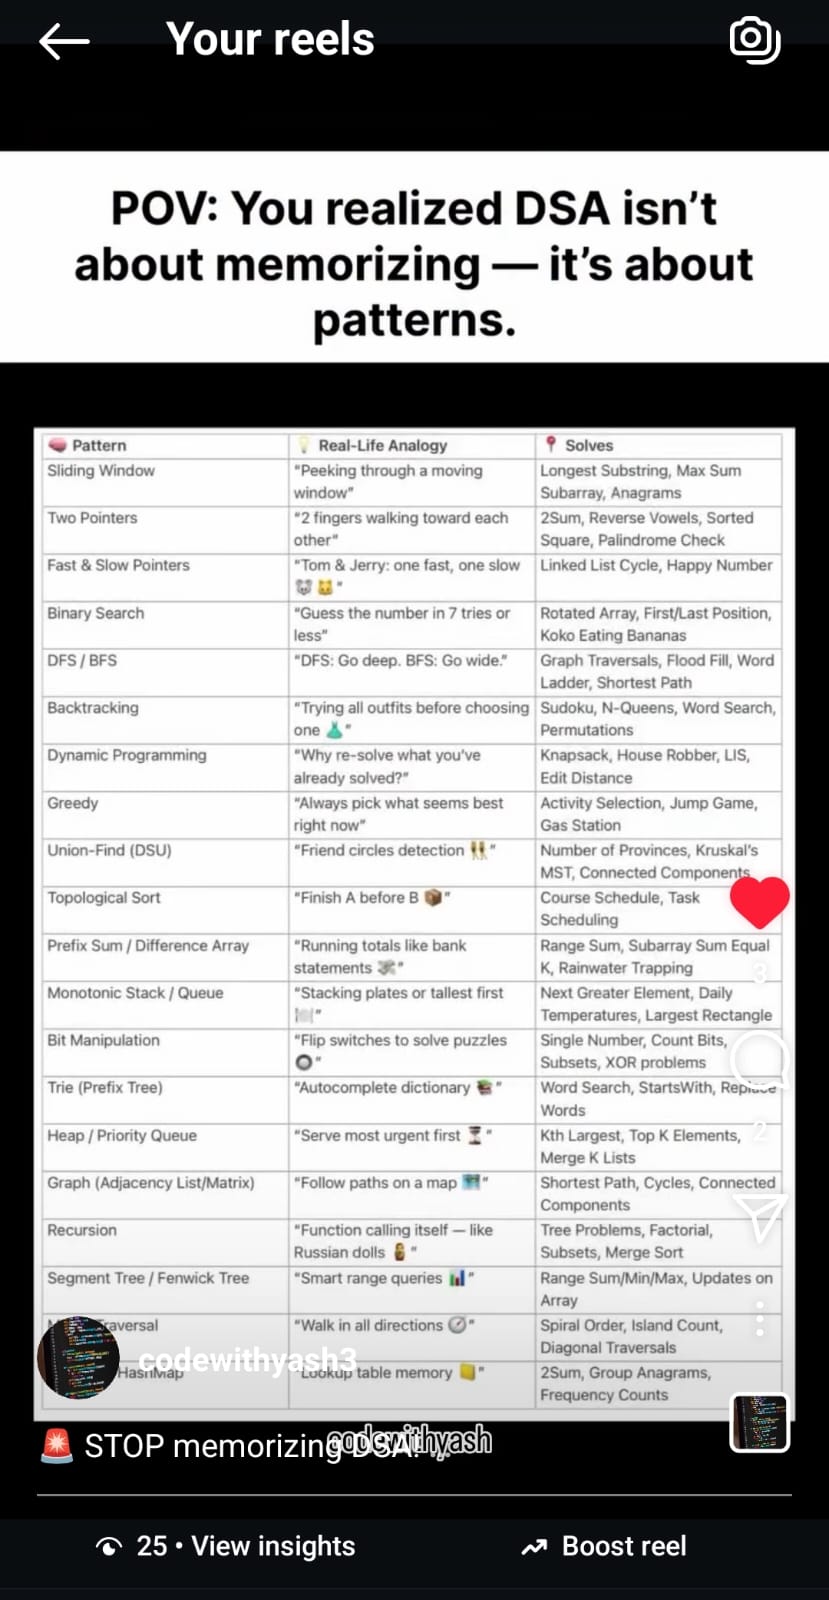 Your reels
POV: You realized DSA isn't
about memorizing — it's about
patterns.
Pattern
Real-Life Analogy
Solves
Sliding Window
"Peeking through a moving
window"
Longest Substring, Max Sum
Subarray, Anagrams
Two Pointers
"2 fingers walking toward each
other"
2Sum, Reverse Vowels, Sorted
Square, Palindrome Check
Fast & Slow Pointers
"Tom & Jerry: one fast, one slow
🐭 🐱 "
Linked List Cycle, Happy Number
Binary Search
"Guess the number in 7 tries or
less"
Rotated Array, First/Last Position,
Koko Eating Bananas
DFS / BFS
"DFS: Go deep. BFS: Go wide."
Graph Traversals, Flood Fill, Word
Ladder, Shortest Path
Backtracking
"Trying all outfits before choosing
one 👗 "
Sudoku, N-Queens, Word Search,
Permutations
Dynamic Programming
"Why re-solve what you've
already solved?"
Knapsack, House Robber, LIS,
Edit Distance
Greedy
"Always pick what seems best
right now"
Activity Selection, Jump Game,
Gas Station
Union-Find (DSU)
"Friend circles detection 👯 "
Number of Provinces, Kruskal's
MST, Connected Components
Topological Sort
"Finish A before B 📦 "
Course Schedule, Task
Scheduling
Prefix Sum / Difference Array
"Running totals like bank
statements 💸 "
Range Sum, Subarray Sum Equal
K, Rainwater Trapping
Monotonic Stack / Queue
"Stacking plates or tallest first
🍽️ "
Next Greater Element, Daily
Temperatures, Largest Rectangle
Bit Manipulation
"Flip switches to solve puzzles
🔘 "
Single Number, Count Bits,
Subsets, XOR problems
Trie (Prefix Tree)
"Autocomplete dictionary 📚 "
Word Search, StartsWith, Replace
Words
Heap / Priority Queue
"Serve most urgent first ⏳ "
Kth Largest, Top K Elements,
Merge K Lists
Graph (Adjacency List/Matrix)
"Follow paths on a map 🗺️ "
Shortest Path, Cycles, Connected
Components
Recursion
"Function calling itself — like
Russian dolls 🪆 "
Tree Problems, Factorial,
Subsets, Merge Sort
Segment Tree / Fenwick Tree
"Smart range queries 📊 "
Range Sum/Min/Max, Updates on
Array
"Walk in all directions 🧭 "
Spiral Order, Island Count,
Diagonal Traversals
HashMap
"Lookup table memory 📒 "
2Sum, Group Anagrams,
Frequency Counts
3
2
codewithyash3
🚨 STOP memorizing DSA!
codewithyash
25 • View insights
Boost reel